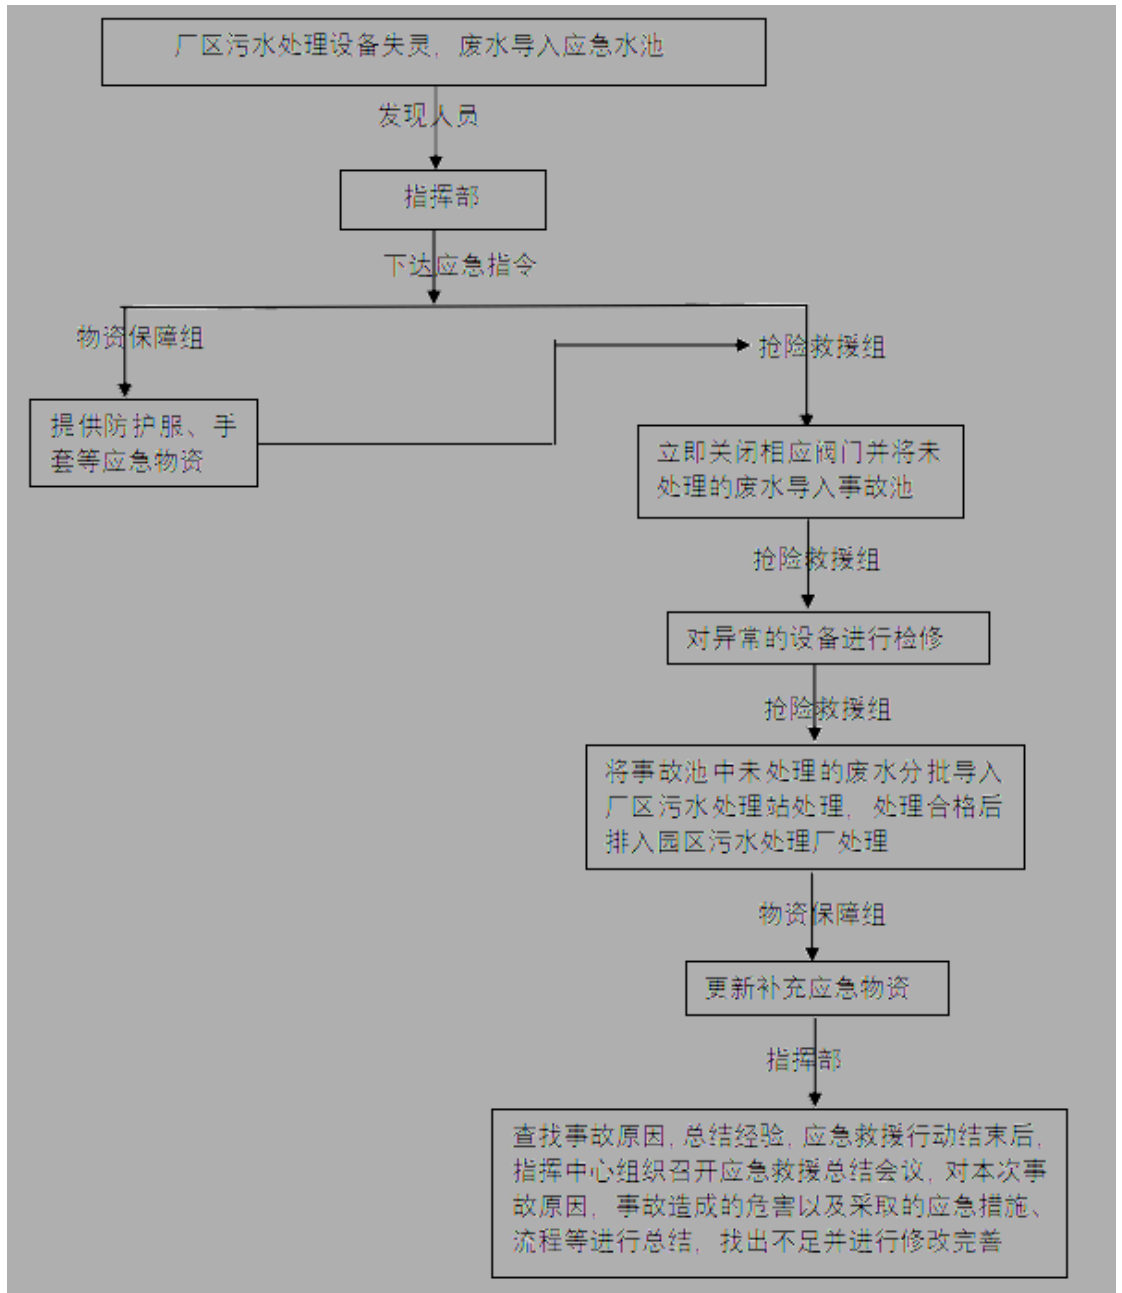 厂区污水处理设备失灵，废水导入应急水池
发现人员
指挥部
下达应急指令
物资保障组
抢险救援组
提供防护服、手
套等应急物资
立即关闭相应阀门并将未
处理的废水导入事故池
抢险救援组
对异常的设备进行检修
抢险救援组
将事故池中未处理的废水分批导入
厂区污水处理站处理，处理合格后
排入园区污水处理厂处理
物资保障组
更新补充应急物资
指挥部
查找事故原因，总结经验，应急救援行动结束后，
指挥中心组织召开应急救援总结会议，对本次事
故原因，事故造成的危害以及采取的应急措施、
流程等进行总结，找出不足并进行修改完善